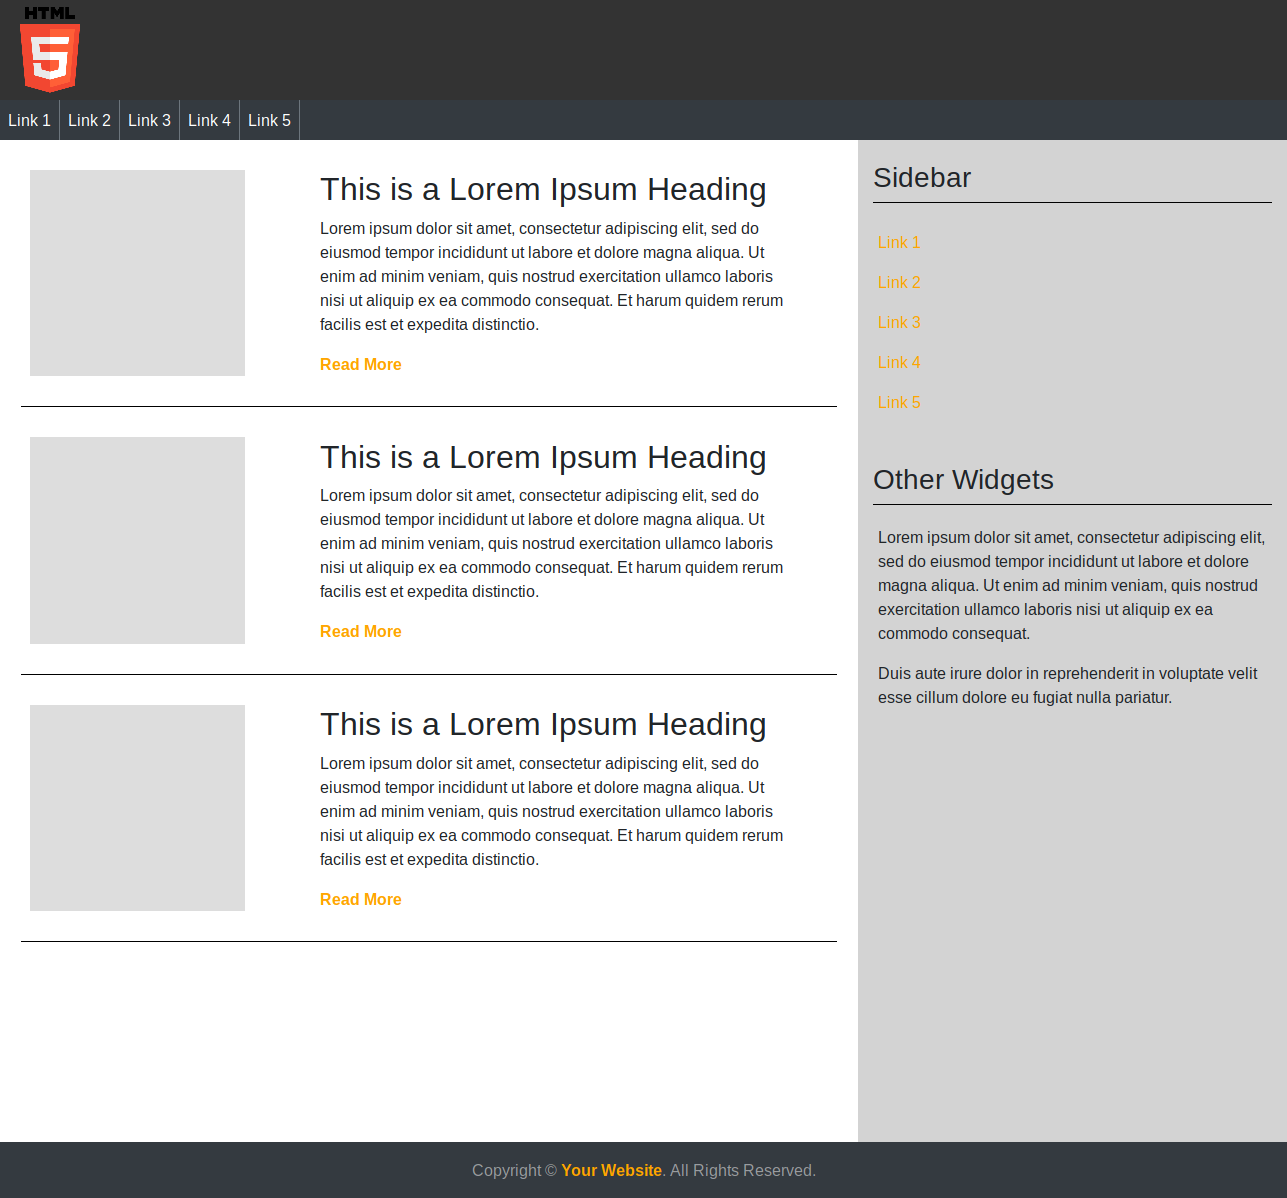 HTML
5
Link 1 Link 2 Link 3 Link 4 Link 5
This is a Lorem Ipsum Heading
Lorem ipsum dolor sit amet, consectetur adipiscing elit, sed do
eiusmod tempor incididunt ut labore et dolore magna aliqua. Ut
enim ad minim veniam, quis nostrud exercitation ullamco laboris
nisi ut aliquip ex ea commodo consequat. Et harum quidem rerum
facilis est et expedita distinctio.
Read More
This is a Lorem Ipsum Heading
Lorem ipsum dolor sit amet, consectetur adipiscing elit, sed do
eiusmod tempor incididunt ut labore et dolore magna aliqua. Ut
enim ad minim veniam, quis nostrud exercitation ullamco laboris
nisi ut aliquip ex ea commodo consequat. Et harum quidem rerum
facilis est et expedita distinctio.
Read More
This is a Lorem Ipsum Heading
Lorem ipsum dolor sit amet, consectetur adipiscing elit, sed do
eiusmod tempor incididunt ut labore et dolore magna aliqua. Ut
enim ad minim veniam, quis nostrud exercitation ullamco laboris
nisi ut aliquip ex ea commodo consequat. Et harum quidem rerum
facilis est et expedita distinctio.
Read More
Sidebar
Link 1
Link 2
Link 3
Link 4
Link 5
Other Widgets
Lorem ipsum dolor sit amet, consectetur adipiscing elit,
sed do eiusmod tempor incididunt ut labore et dolore
magna aliqua. Ut enim ad minim veniam, quis nostrud
exercitation ullamco laboris nisi ut aliquip ex ea
commodo consequat.
Duis aute irure dolor in reprehenderit in voluptate velit
esse cillum dolore eu fugiat nulla pariatur.
Copyright © Your Website. All Rights Reserved.